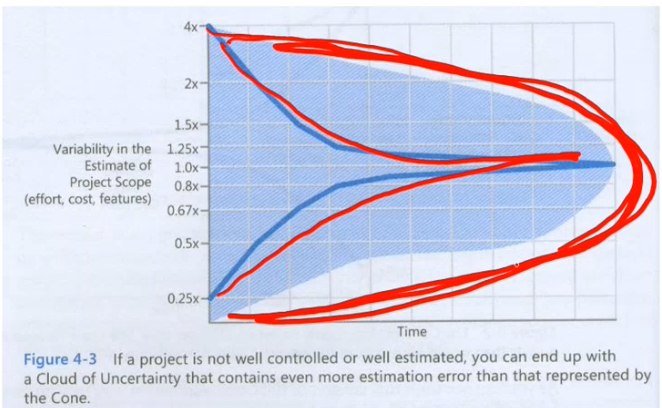 4x
2x
1.5x
Variability in the 1.25x
Estimate of 1.0x
Project Scope 0.8x
(effort, cost, features) 0.67x
0.5x
0.25x
Time
Figure 4-3 If a project is not well controlled or well estimated, you can end up with
a Cloud of Uncertainty that contains even more estimation error than that represented by
the Cone.